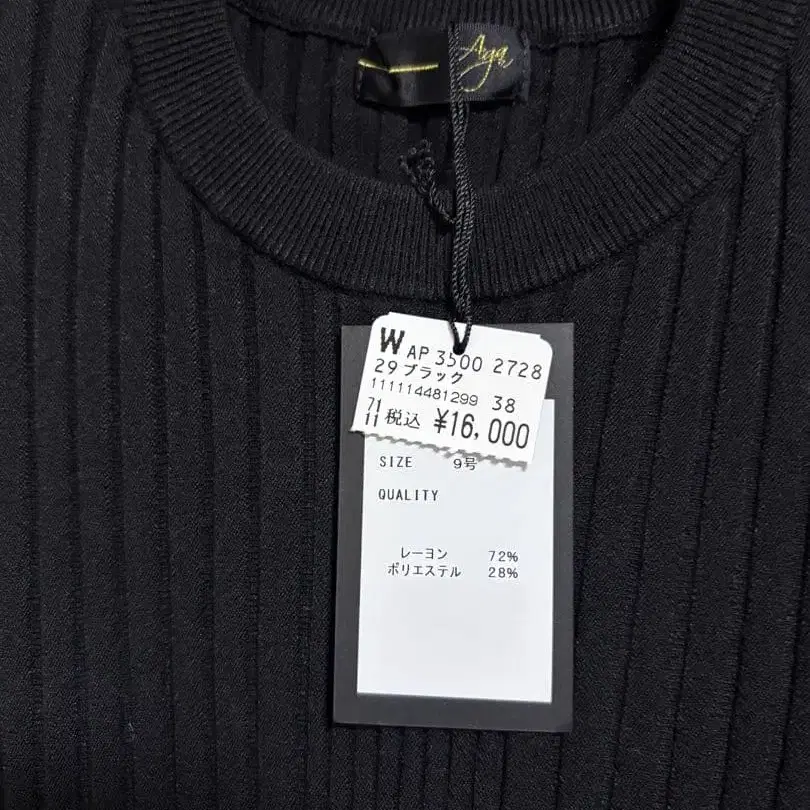 Aga
W AP 3500 2728
29 ブラック
111114481299 38
71
11 税込 ¥16,000
SIZE 9号
QUALITY
レーヨン 72%
ポリエステル 28%